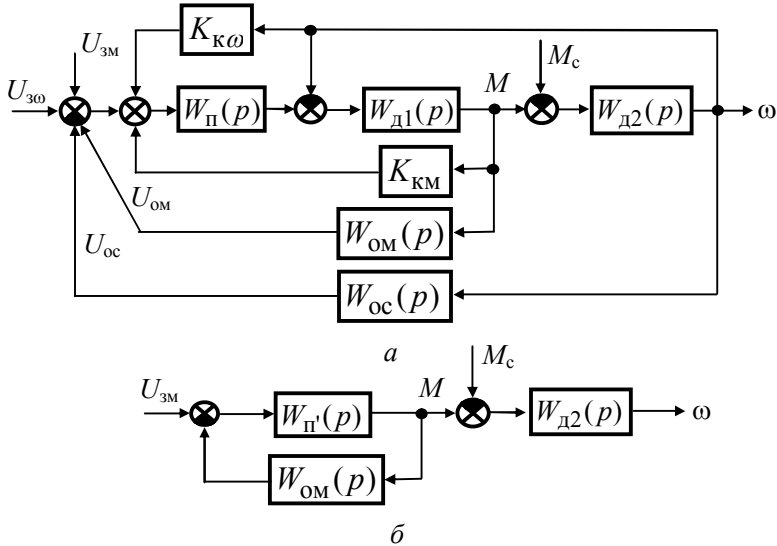 K_кω
U_зм
M_с
U_зω
M
W_п(p)
W_д1(p)
W_д2(p)
ω
K_км
U_ом
W_ом(p)
U_ос
W_ос(p)
а
M_с
U_зм
M
W_п'(p)
W_д2(p)
ω
W_ом(p)
б